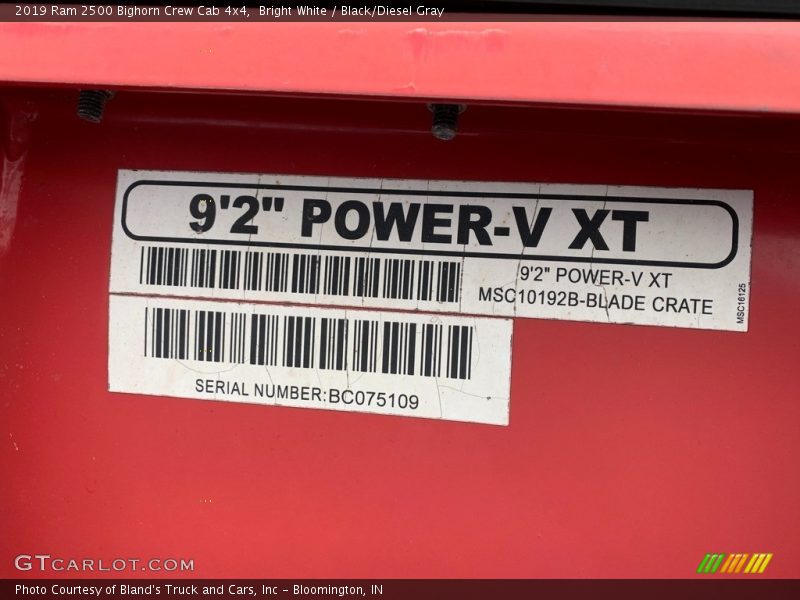 2019 Ram 2500 Bighorn Crew Cab 4x4,  Bright White / Black/Diesel Gray
9'2" POWER-V XT
9'2" POWER-V XT
MSC10192B-BLADE CRATE
MSC16125
SERIAL NUMBER:BC075109
GTCARLOT.COM
Photo Courtesy of Bland's Truck and Cars, Inc - Bloomington, IN